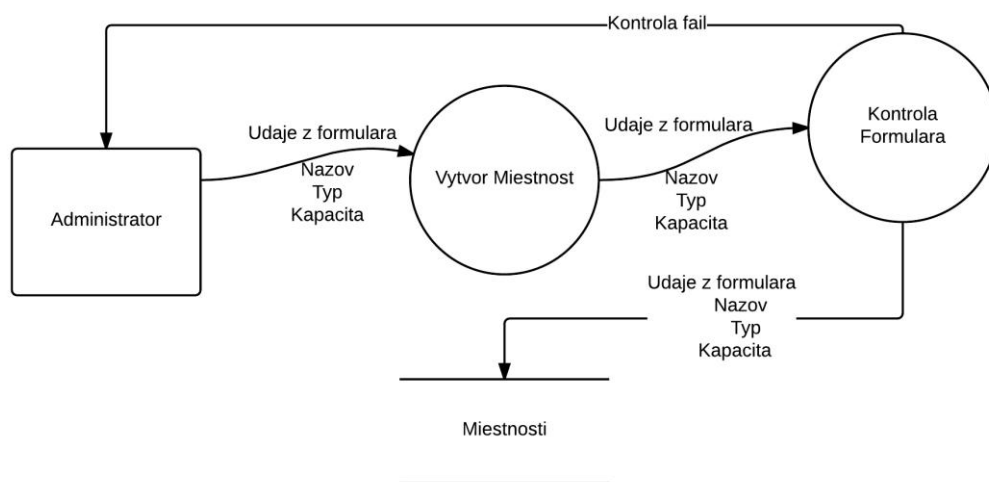 Kontrola fail
Kontrola
Formulara
Udaje z formulara
Nazov
Typ
Kapacita
Udaje z formulara
Nazov
Typ
Kapacita
Vytvor Miestnost
Administrator
Udaje z formulara
Nazov
Typ
Kapacita
Miestnosti